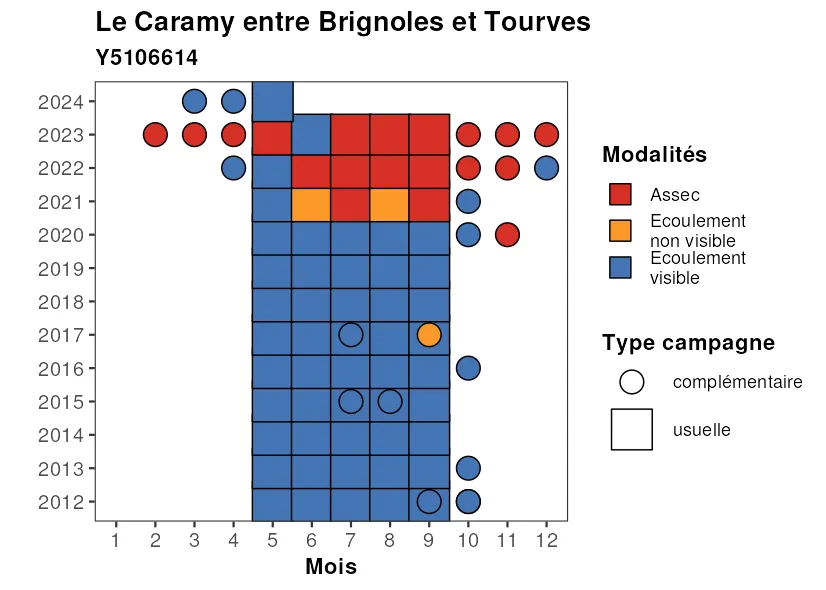 Le Caramy entre Brignoles et Tourves
Y5106614
2024
2023
2022
2021
2020
2019
2018
2017
2016
2015
2014
2013
2012
1 2 3 4 5 6 7 8 9 10 11 12
Mois
Modalités
Assec
Ecoulement
non visible
Ecoulement
visible
Type campagne
complémentaire
usuelle